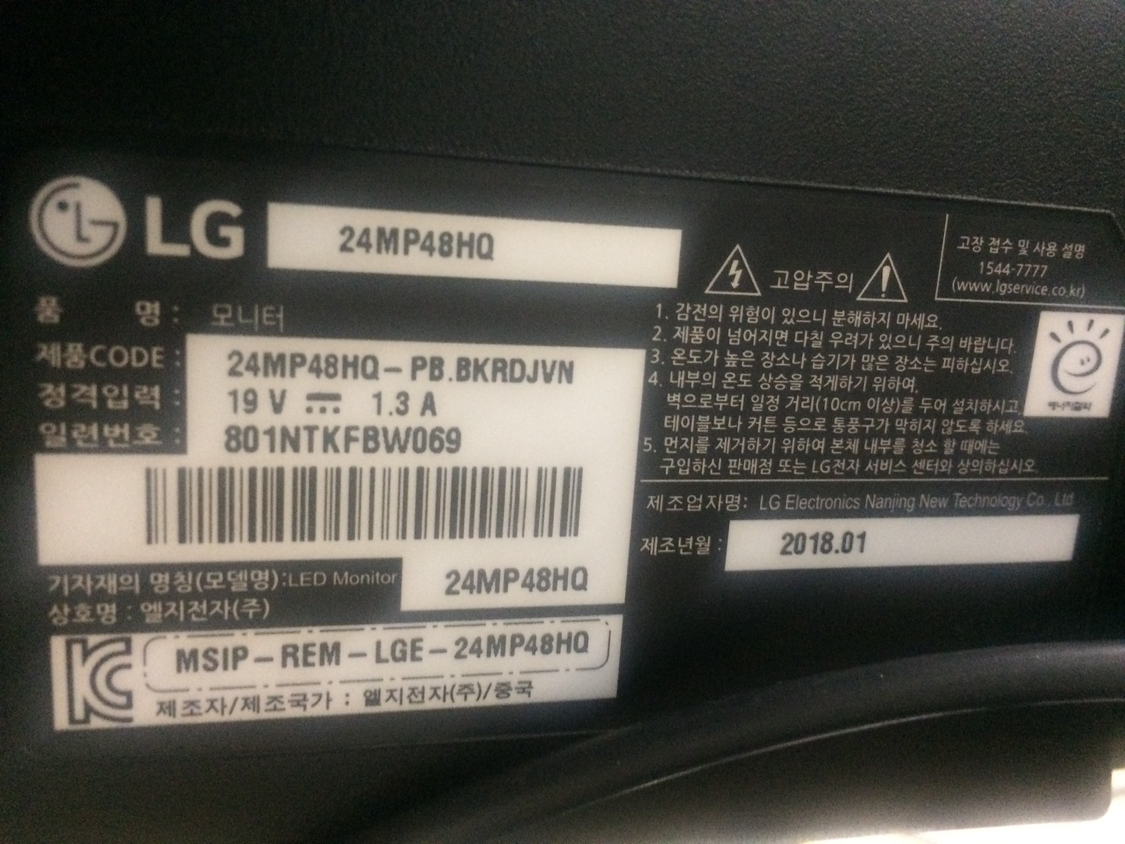 LG 24MP48HQ
품 명 : 모니터
제품CODE : 24MP48HQ-PB.BKRDJVN
정격입력 : 19 V ⎓ 1.3 A
일련번호 : 801NTKFBW069
기자재의 명칭(모델명):LED Monitor 24MP48HQ
상호명 : 엘지전자(주)
MSIP-REM-LGE-24MP48HQ
제조자/제조국가 : 엘지전자(주)/중국
고압주의
고장 접수 및 사용 설명
1544-7777
(www.lgservice.co.kr)
1. 감전의 위험이 있으니 분해하지 마세요.
2. 제품이 넘어지면 다칠 우려가 있으니 주의 바랍니다.
3. 온도가 높은 장소나 습기가 많은 장소는 피하십시오.
4. 내부의 온도 상승을 적게하기 위하여,
벽으로부터 일정 거리(10cm 이상)를 두어 설치하시고,
테이블보나 커튼 등으로 통풍구가 막히지 않도록 하세요.
5. 먼지를 제거하기 위하여 본체 내부를 청소 할 때에는
구입하신 판매점 또는 LG전자 서비스 센터와 상의하십시오.
에너지절약
제조업자명: LG Electronics Nanjing New Technology Co., Ltd
제조년월 : 2018.01